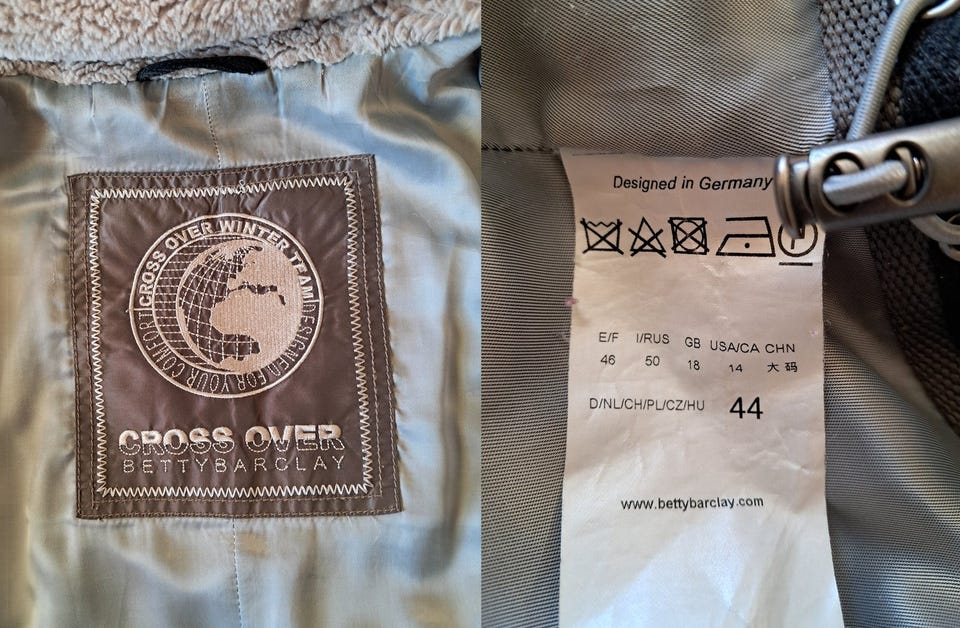 CROSS OVER WINTER TEAM
DESIGNED FOR YOUR COMFORT
CROSS OVER
BETTYBARCLAY
Designed in Germany
P
E/F I/RUS GB USA/CA CHN
46 50 18 14 大码
D/NL/CH/PL/CZ/HU 44
www.bettybarclay.com